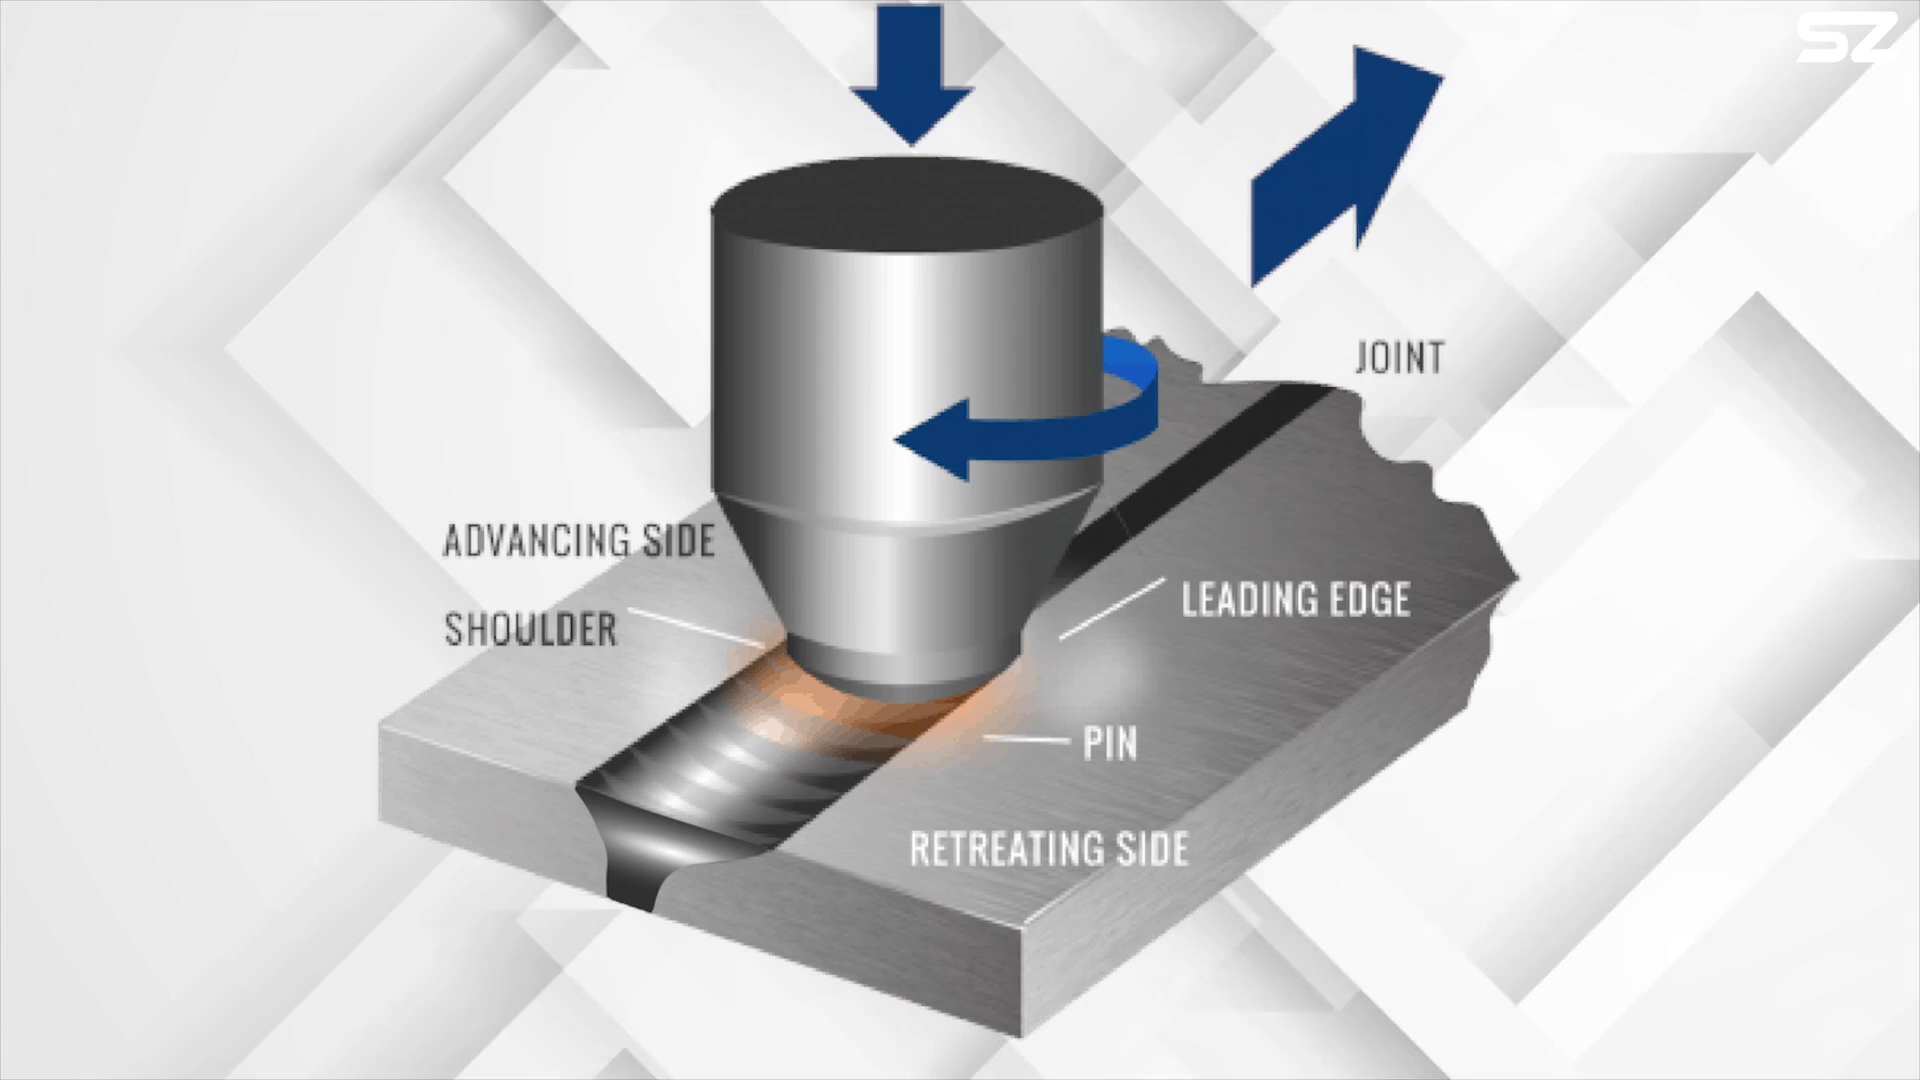 SZ
JOINT
ADVANCING SIDE
SHOULDER
LEADING EDGE
PIN
RETREATING SIDE